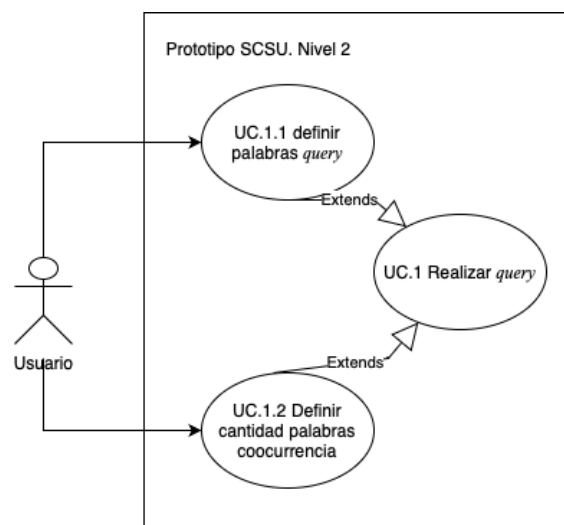 Prototipo SCSU. Nivel 2
UC.1.1 definir
palabras query
Extends
UC.1 Realizar query
Usuario
Extends
UC.1.2 Definir
cantidad palabras
coocurrencia